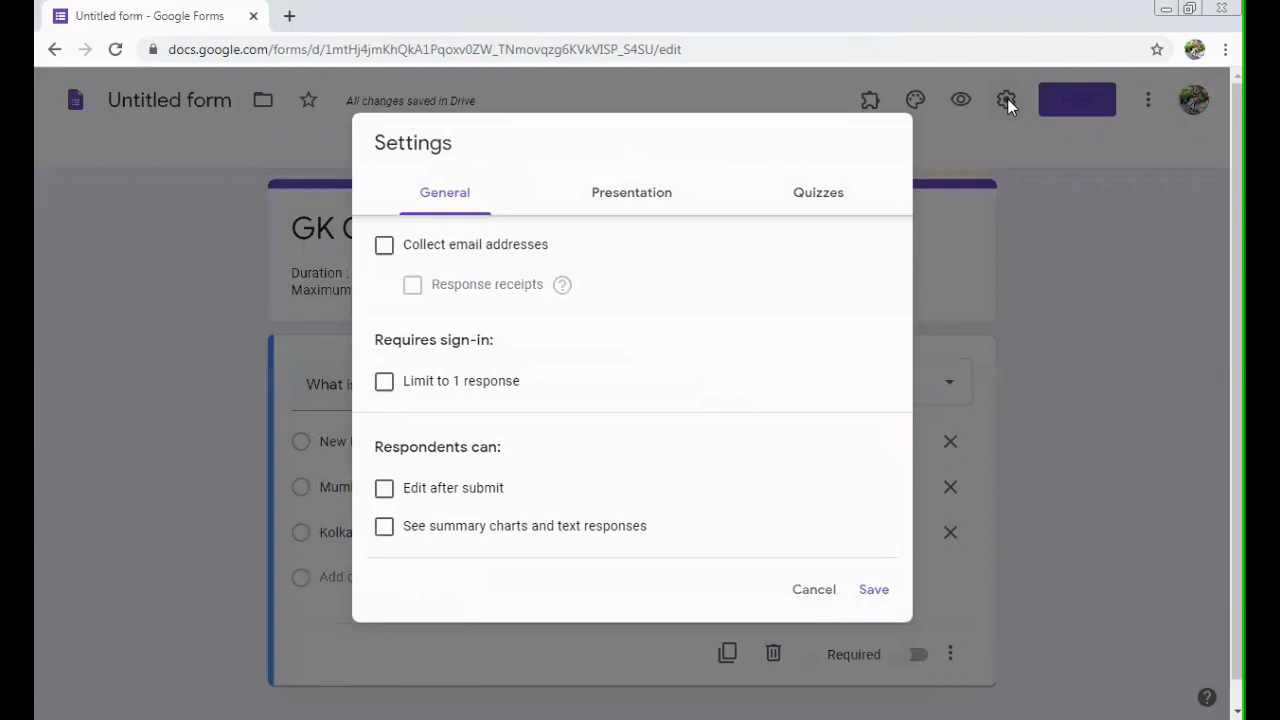 Untitled form - Google Forms
docs.google.com/forms/d/1mtHj4jmKhQkA1Pqoxv0ZW_TNmovqzg6KVkVISP_S4SU/edit
Untitled form
All changes saved in Drive
Settings
General Presentation Quizzes
Collect email addresses
Response receipts
Requires sign-in:
Limit to 1 response
Respondents can:
Edit after submit
See summary charts and text responses
Cancel Save
GK
Duration :
Maximum
What is
New
Add
Required